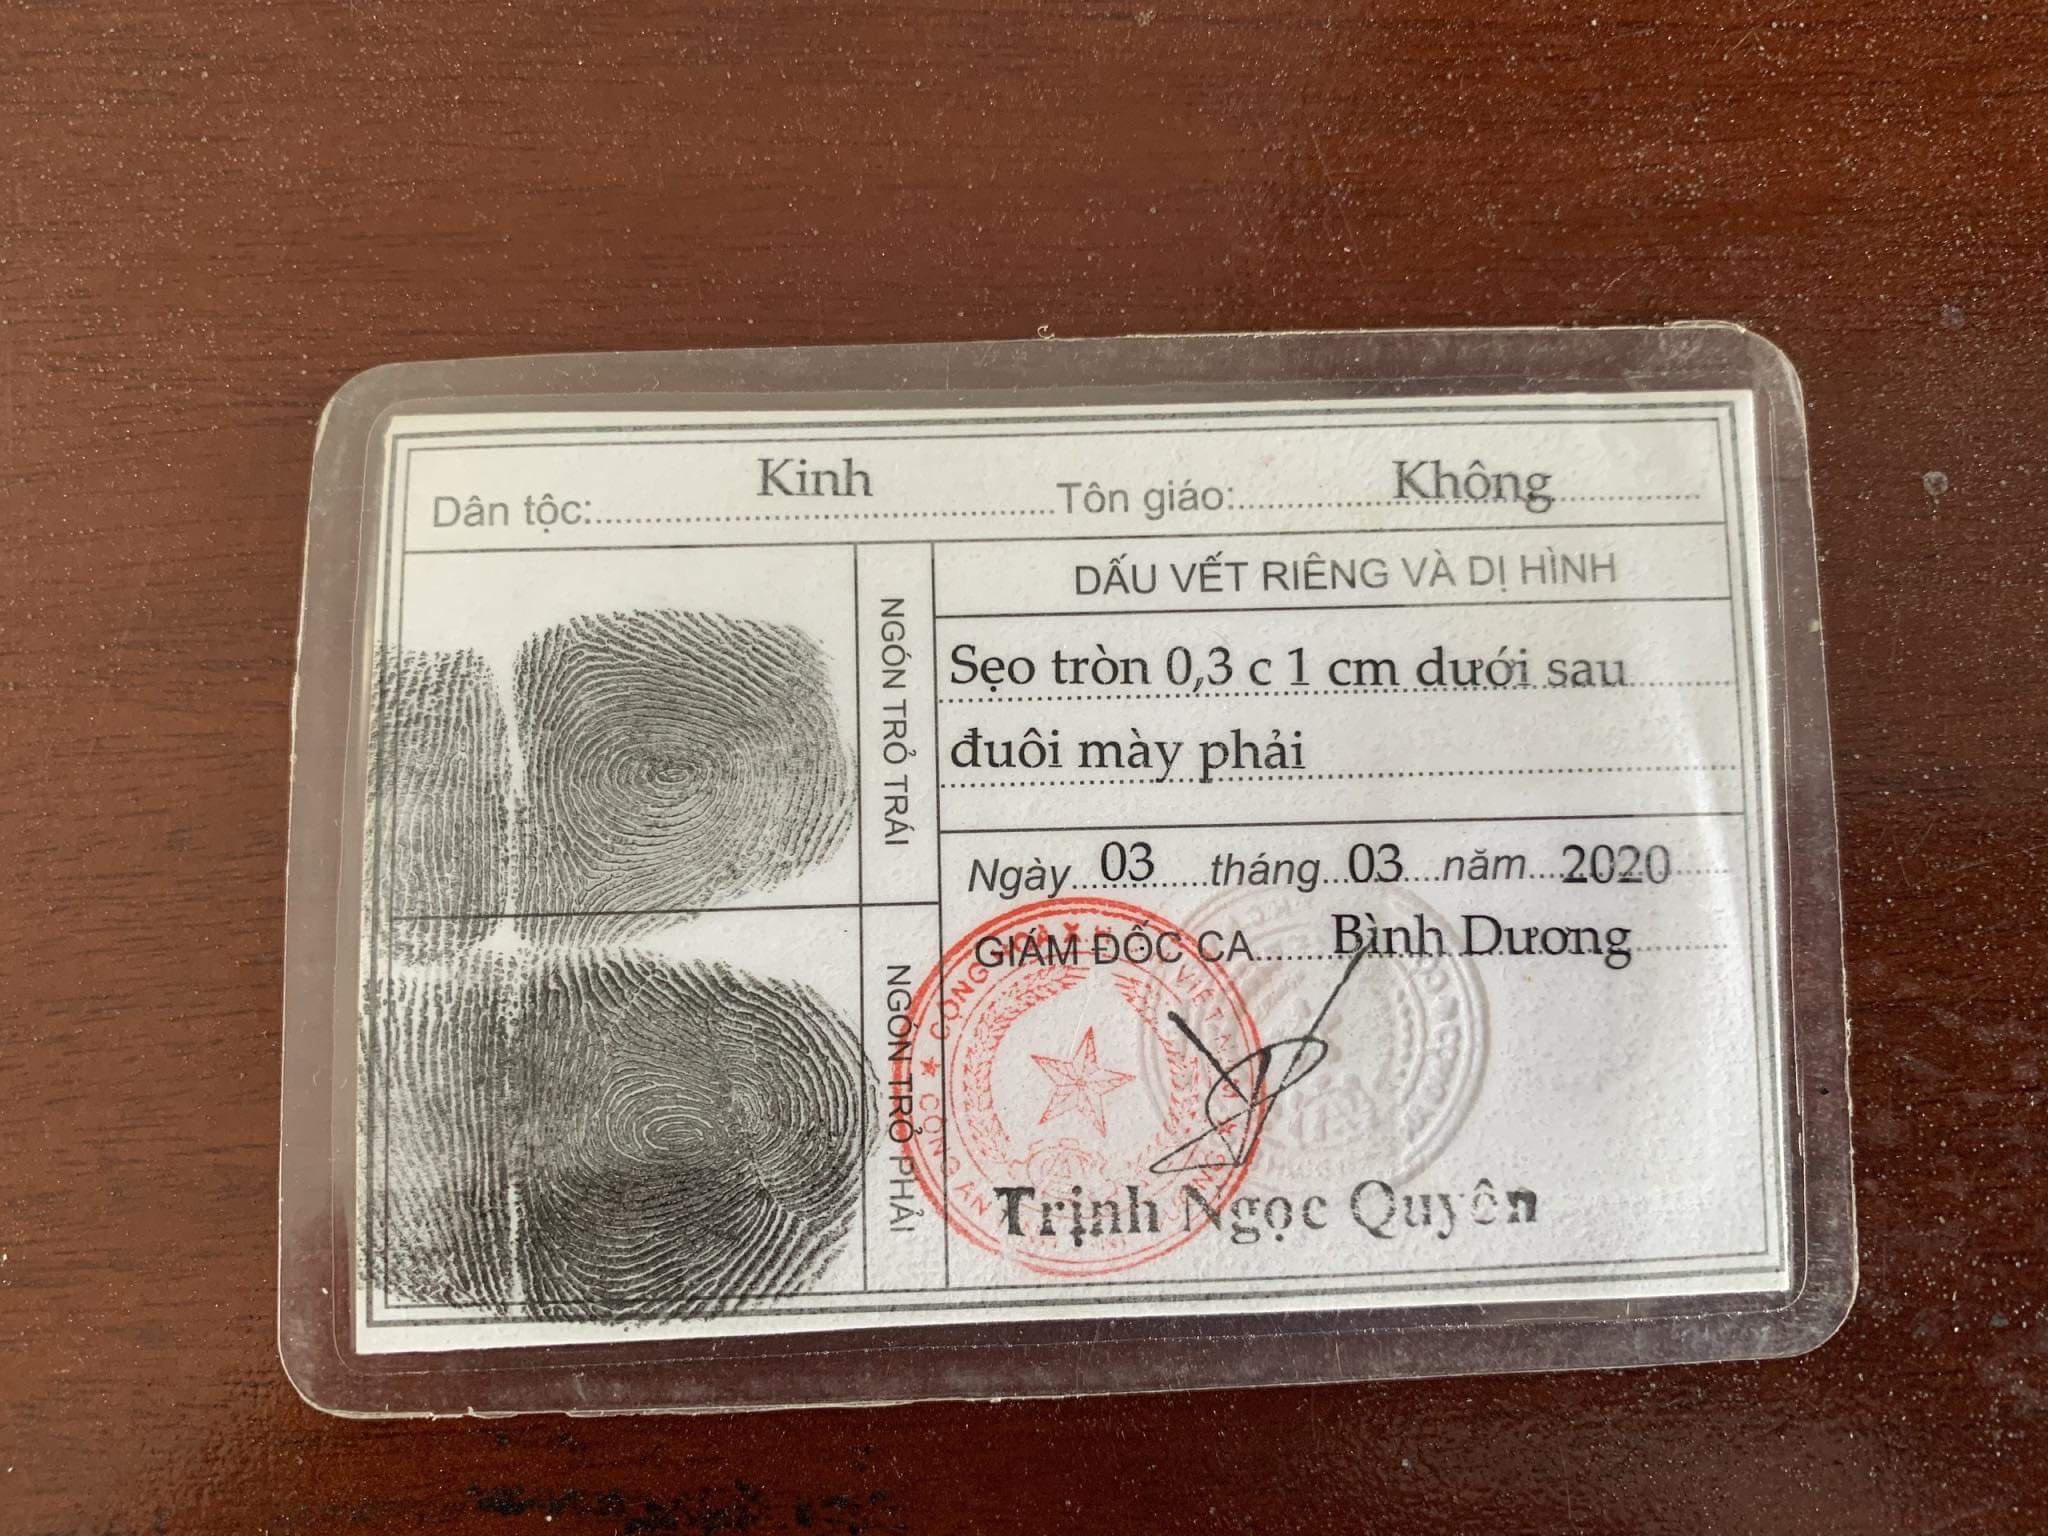 Dân tộc: Kinh Tôn giáo: Không
NGÓN TRỎ TRÁI
DẤU VẾT RIÊNG VÀ DỊ HÌNH
Sẹo tròn 0,3 c 1 cm dưới sau
đuôi mày phải
Ngày 03 tháng 03 năm 2020
GIÁM ĐỐC CA Bình Dương
NGÓN TRỎ PHẢI
Trịnh Ngọc Quyên